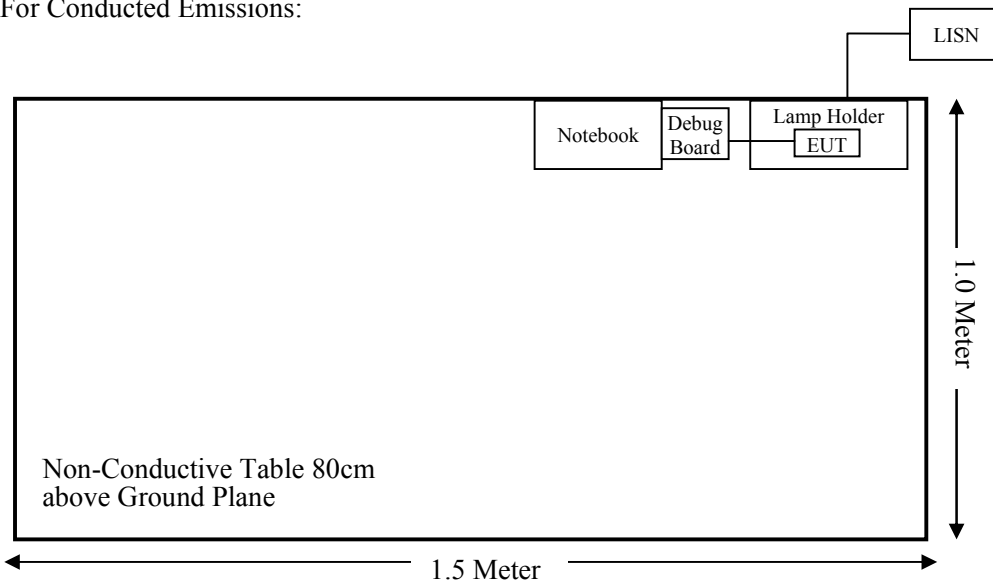 For Conducted Emissions:
LISN
Notebook
Debug
Board
Lamp Holder
EUT
1.0 Meter
Non-Conductive Table 80cm
above Ground Plane
1.5 Meter